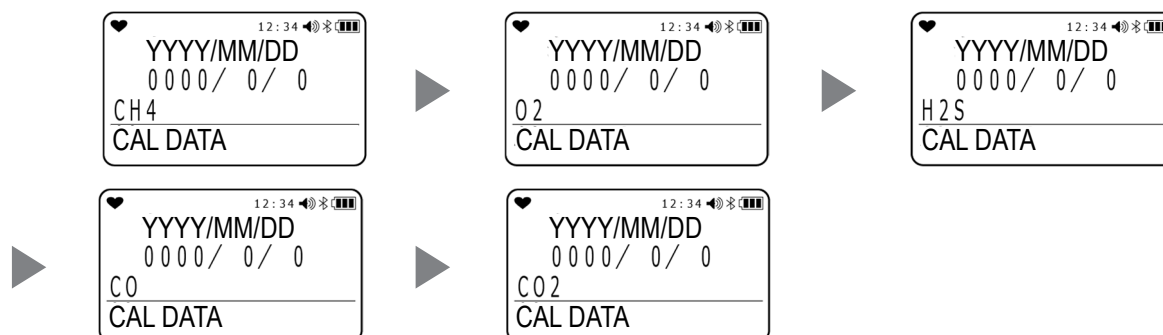 12:34
YYYY/MM/DD
0000/ 0/ 0
CH4
CAL DATA
12:34
YYYY/MM/DD
0000/ 0/ 0
O2
CAL DATA
12:34
YYYY/MM/DD
0000/ 0/ 0
H2S
CAL DATA
12:34
YYYY/MM/DD
0000/ 0/ 0
CO
CAL DATA
12:34
YYYY/MM/DD
0000/ 0/ 0
CO2
CAL DATA